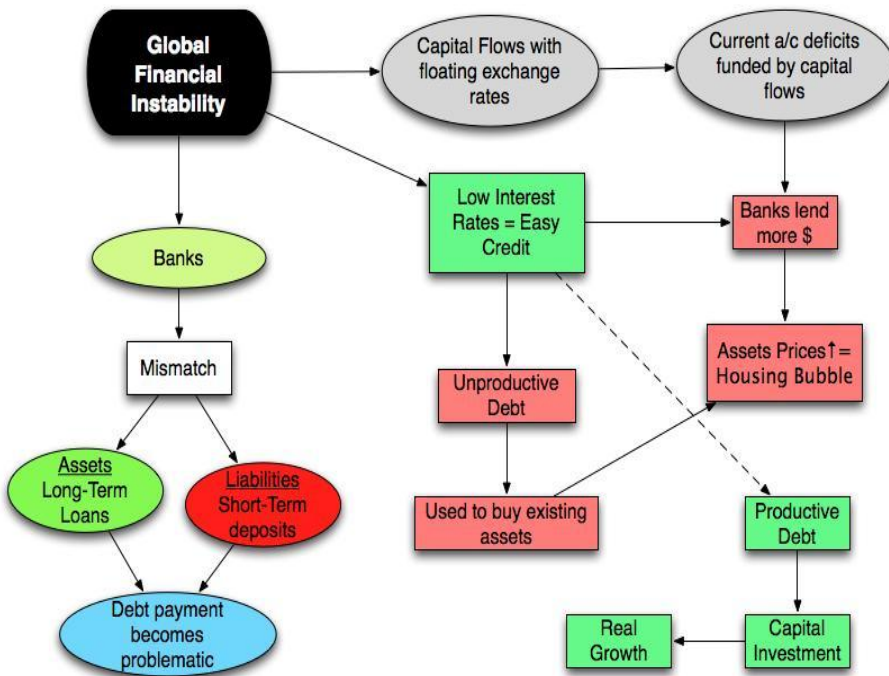 Global
Financial
Instability
Capital Flows with
floating exchange
rates
Current a/c deficits
funded by capital
flows
Low Interest
Rates = Easy
Credit
Banks lend
more $
Banks
Mismatch
Unproductive
Debt
Assets Prices↑=
Housing Bubble
Assets
Long-Term
Loans
Liabilities
Short-Term
deposits
Used to buy existing
assets
Productive
Debt
Debt payment
becomes
problematic
Real
Growth
Capital
Investment